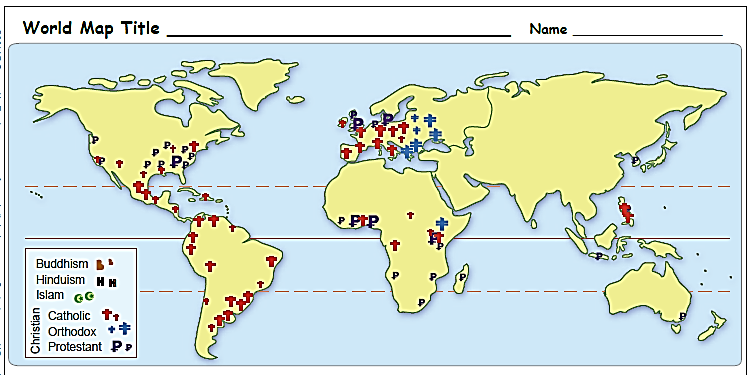 World Map Title
Name
Buddhism
Hinduism H H
Islam
Christian
Catholic
Orthodox
Protestant P P